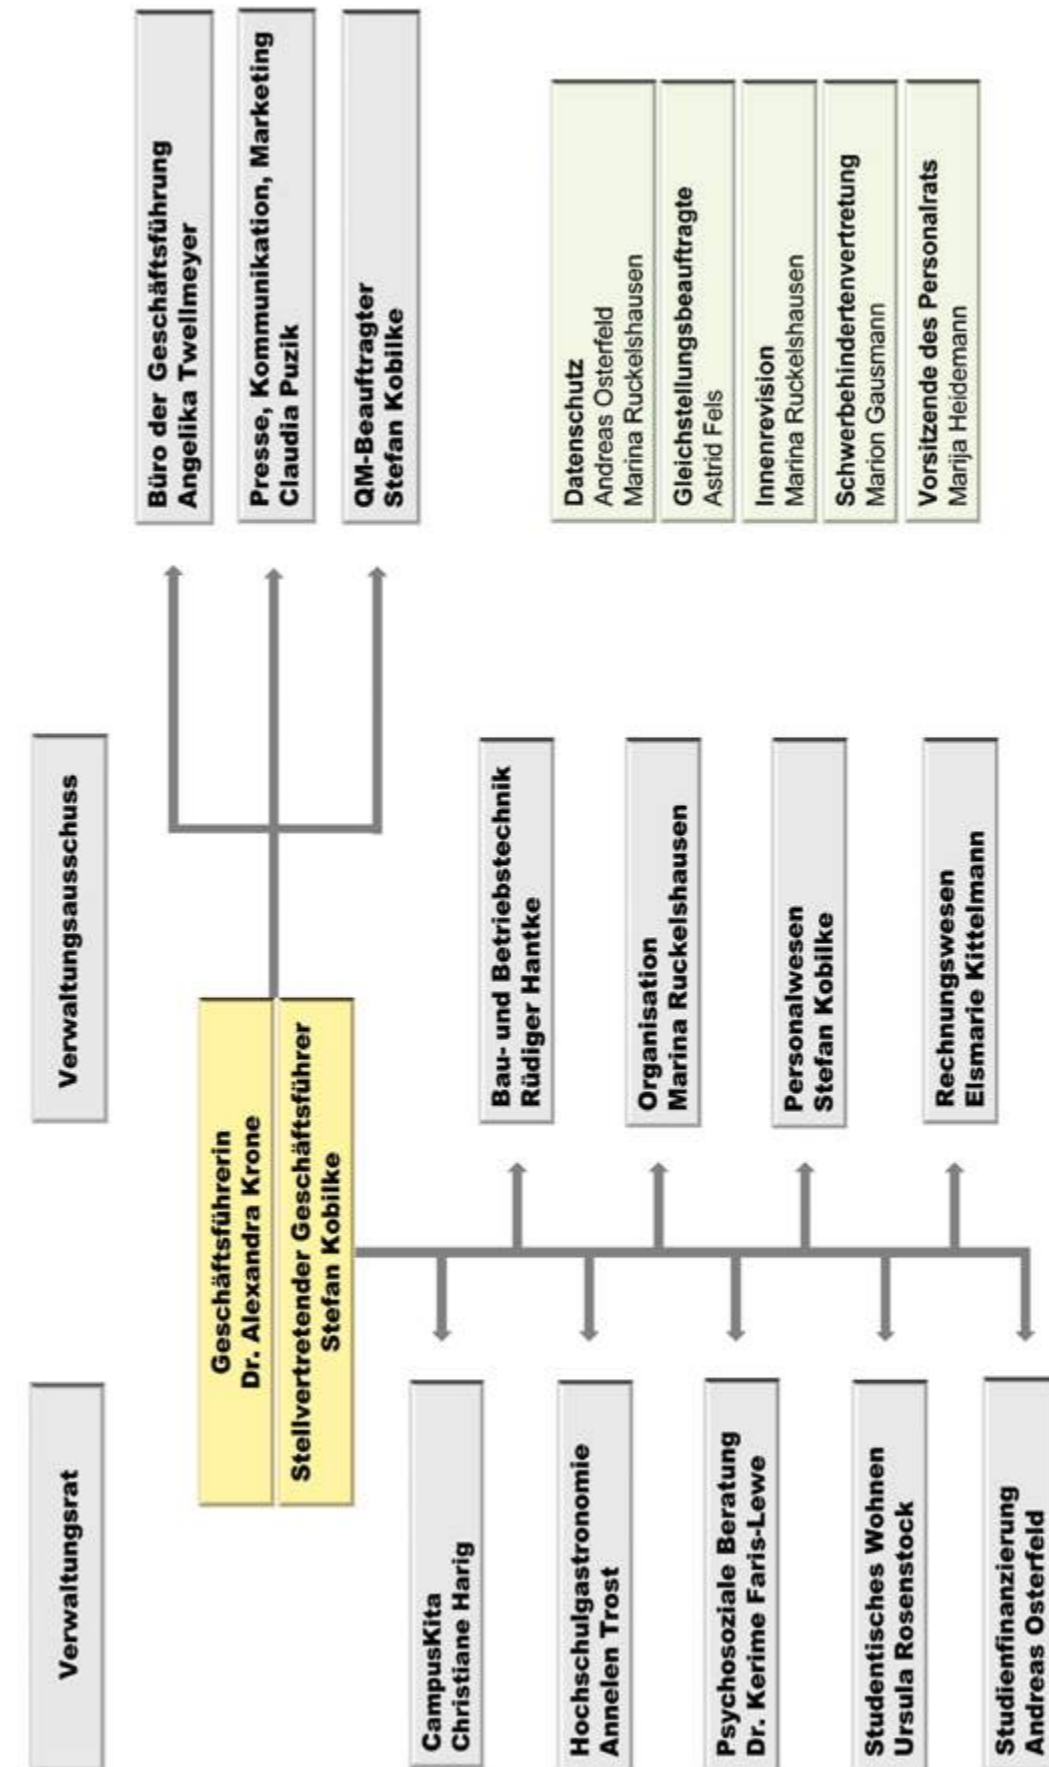 Verwaltungsrat
Verwaltungsausschuss
Geschäftsführerin
Dr. Alexandra Krone
Stellvertretender Geschäftsführer
Stefan Kobilke
Büro der Geschäftsführung
Angelika Twellmeyer
Presse, Kommunikation, Marketing
Claudia Puzik
QM-Beauftragter
Stefan Kobilke
CampusKita
Christiane Harig
Hochschulgastronomie
Annelen Trost
Psychosoziale Beratung
Dr. Kerime Faris-Lewe
Studentisches Wohnen
Ursula Rosenstock
Studienfinanzierung
Andreas Osterfeld
Bau- und Betriebstechnik
Rüdiger Hantke
Organisation
Marina Ruckelshausen
Personalwesen
Stefan Kobilke
Rechnungswesen
Elsmarie Kittelmann
Datenschutz
Andreas Osterfeld
Marina Ruckelshausen
Gleichstellungsbeauftragte
Astrid Fels
Innenrevision
Marina Ruckelshausen
Schwerbehindertenvertretung
Marion Gausmann
Vorsitzende des Personalrats
Marija Heidemann